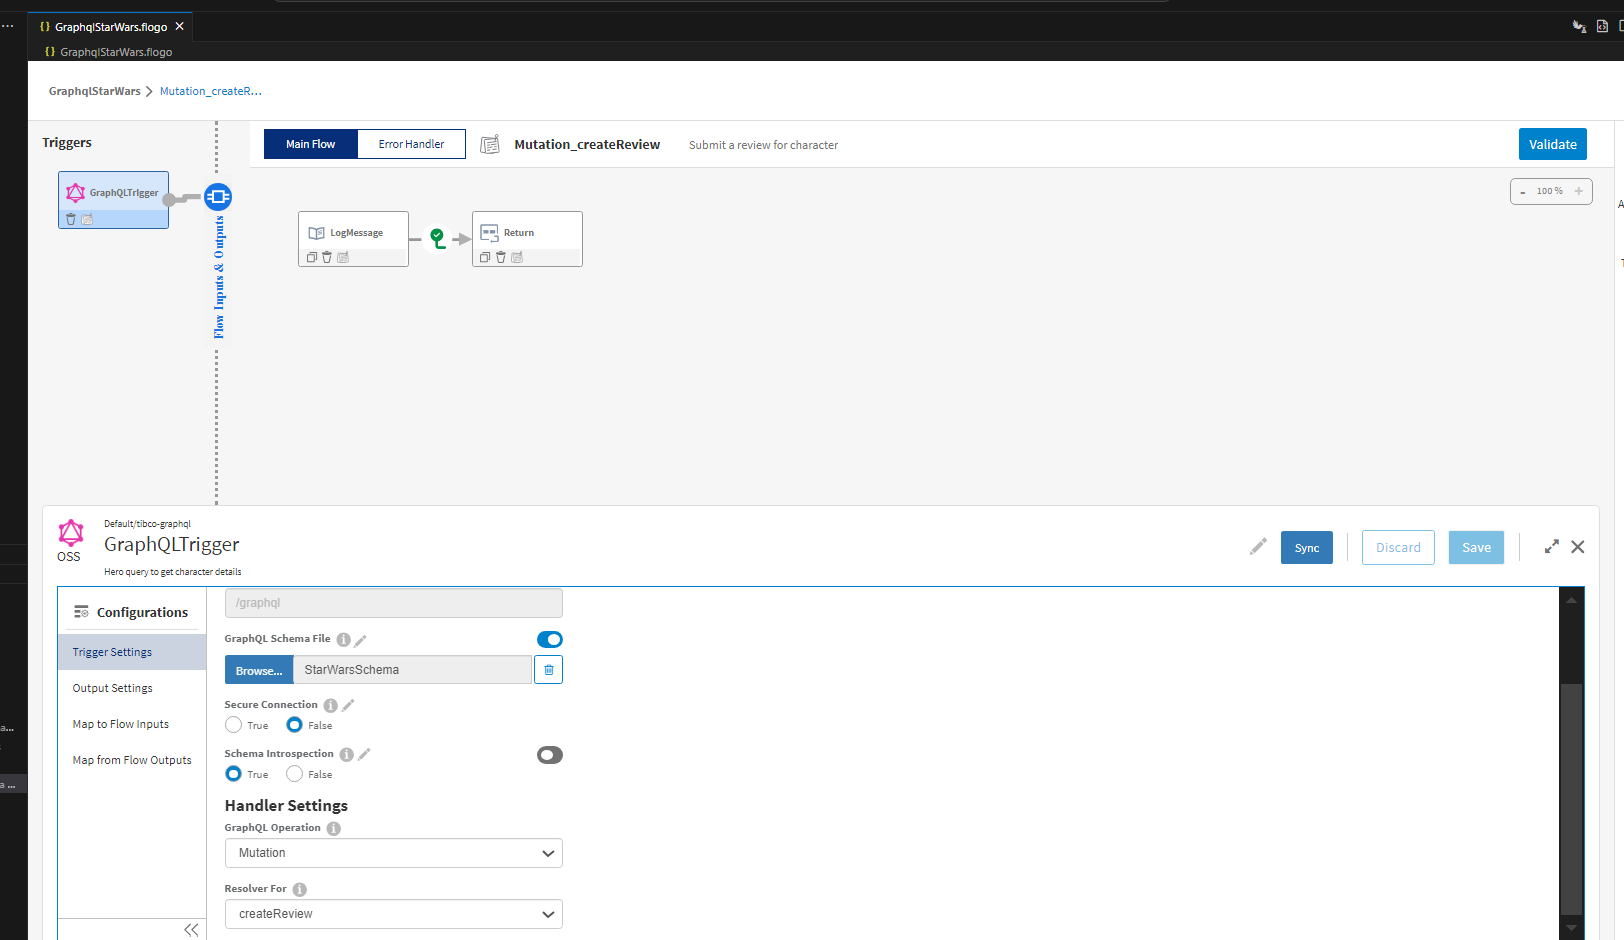 GraphqlStarWars.flogo
GraphqlStarWars.flogo
GraphqlStarWars > Mutation_createR...
Triggers
Main Flow
Error Handler
Mutation_createReview
Submit a review for character
Validate
GraphQLTrigger
Flow Inputs & Outputs
LogMessage
Return
- 100 % +
Default/tibco-graphql
GraphQLTrigger
OSS
Hero query to get character details
Sync
Discard
Save
Configurations
Trigger Settings
Output Settings
Map to Flow Inputs
Map from Flow Outputs
/graphql
GraphQL Schema File
Browse...
StarWarsSchema
Secure Connection
True
False
Schema Introspection
True
False
Handler Settings
GraphQL Operation
Mutation
Resolver For
createReview